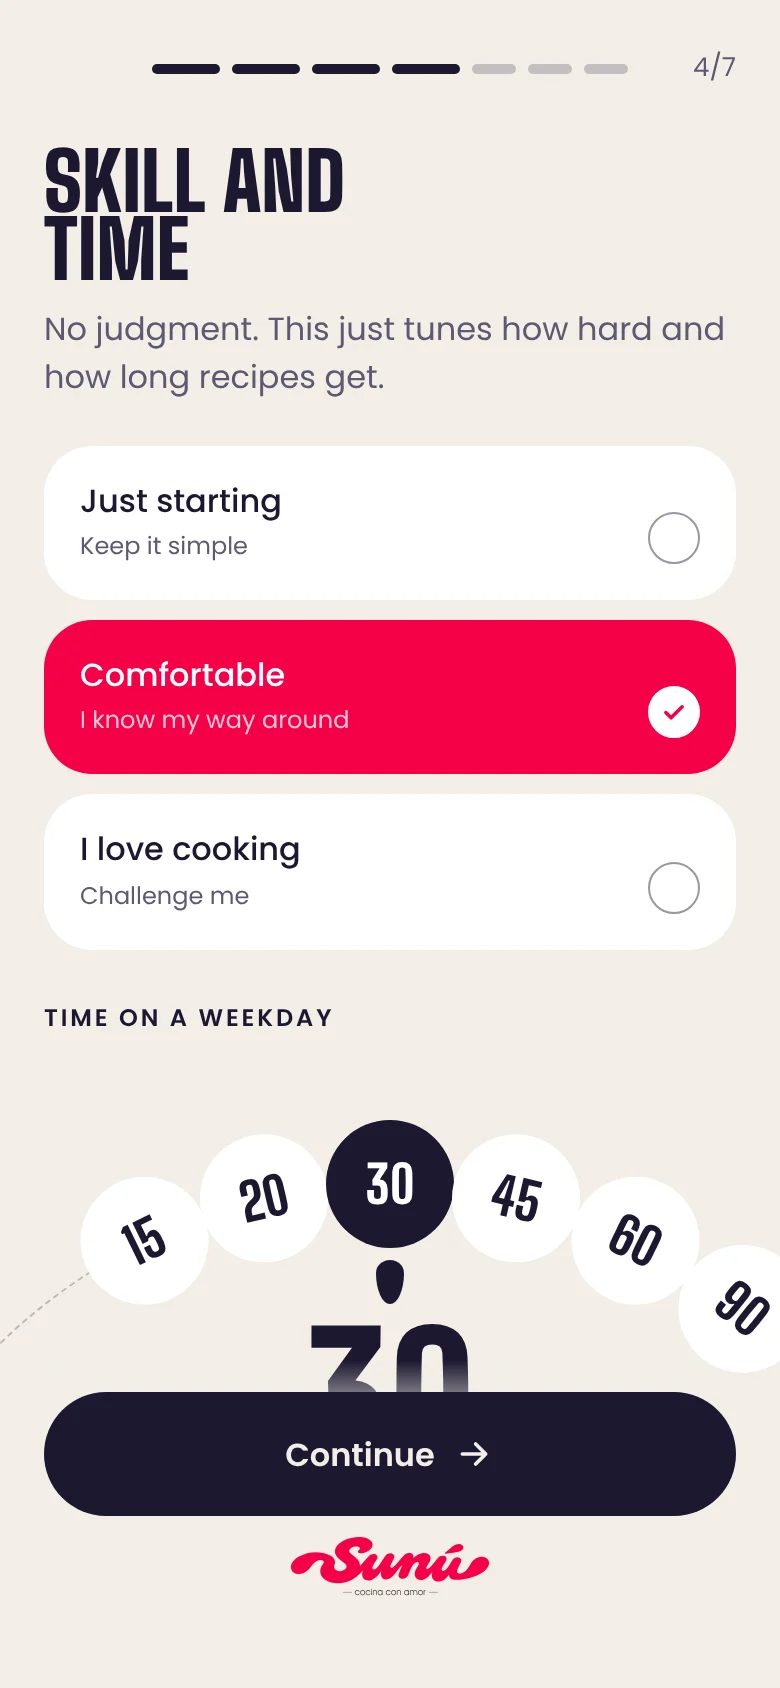 4/7
SKILL AND
TIME
No judgment. This just tunes how hard and
how long recipes get.
Just starting
Keep it simple
Comfortable
I know my way around
I love cooking
Challenge me
TIME ON A WEEKDAY
15
20
30
45
60
90
30
Continue
Sunú
cocina con amor